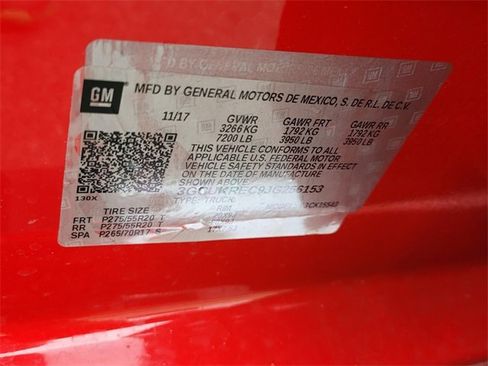 GM
MFD BY GENERAL MOTORS DE MEXICO, S. DE R.L. DE C.V.
11/17 GVWR GAWR FRT GAWR RR
3266 KG 1792 KG 1792 KG
7200 LB 3950 LB 3950 LB
THIS VEHICLE CONFORMS TO ALL
APPLICABLE U.S. FEDERAL MOTOR
VEHICLE SAFETY
STANDARDS IN EFFECT ON THE DATE OF
MANUFACTURE SHOWN ABOVE.
3GCUKREC9JG256153
130X
TYPE: TRUCK
TIRE SIZE RIM
FRT P275/55R20 T
RR P275/55R20 T
SPA P265/70R17 S